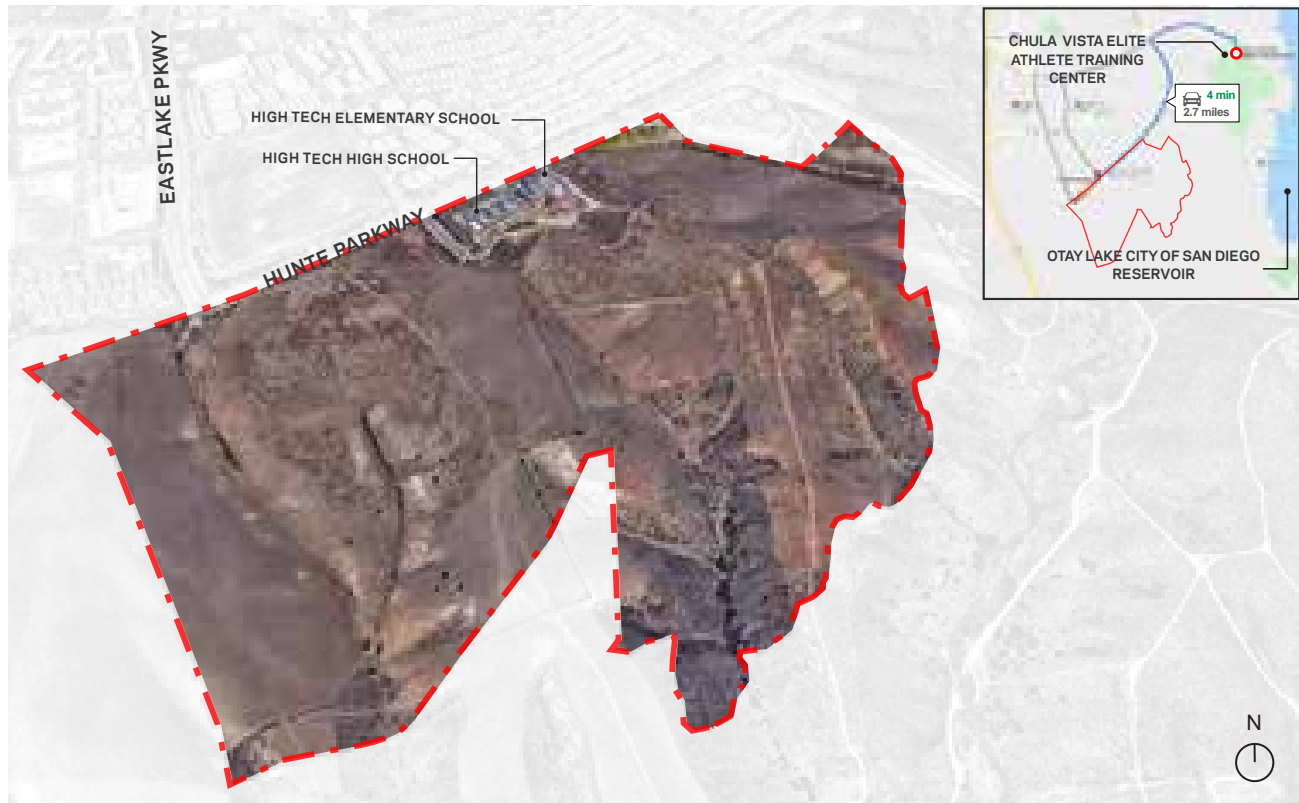 EASTLAKE PKWY
HIGH TECH ELEMENTARY SCHOOL
HIGH TECH HIGH SCHOOL
HUNTE PARKWAY
CHULA VISTA ELITE
ATHLETE TRAINING
CENTER
4 min
2.7 miles
OTAY LAKE CITY OF SAN DIEGO
RESERVOIR
N